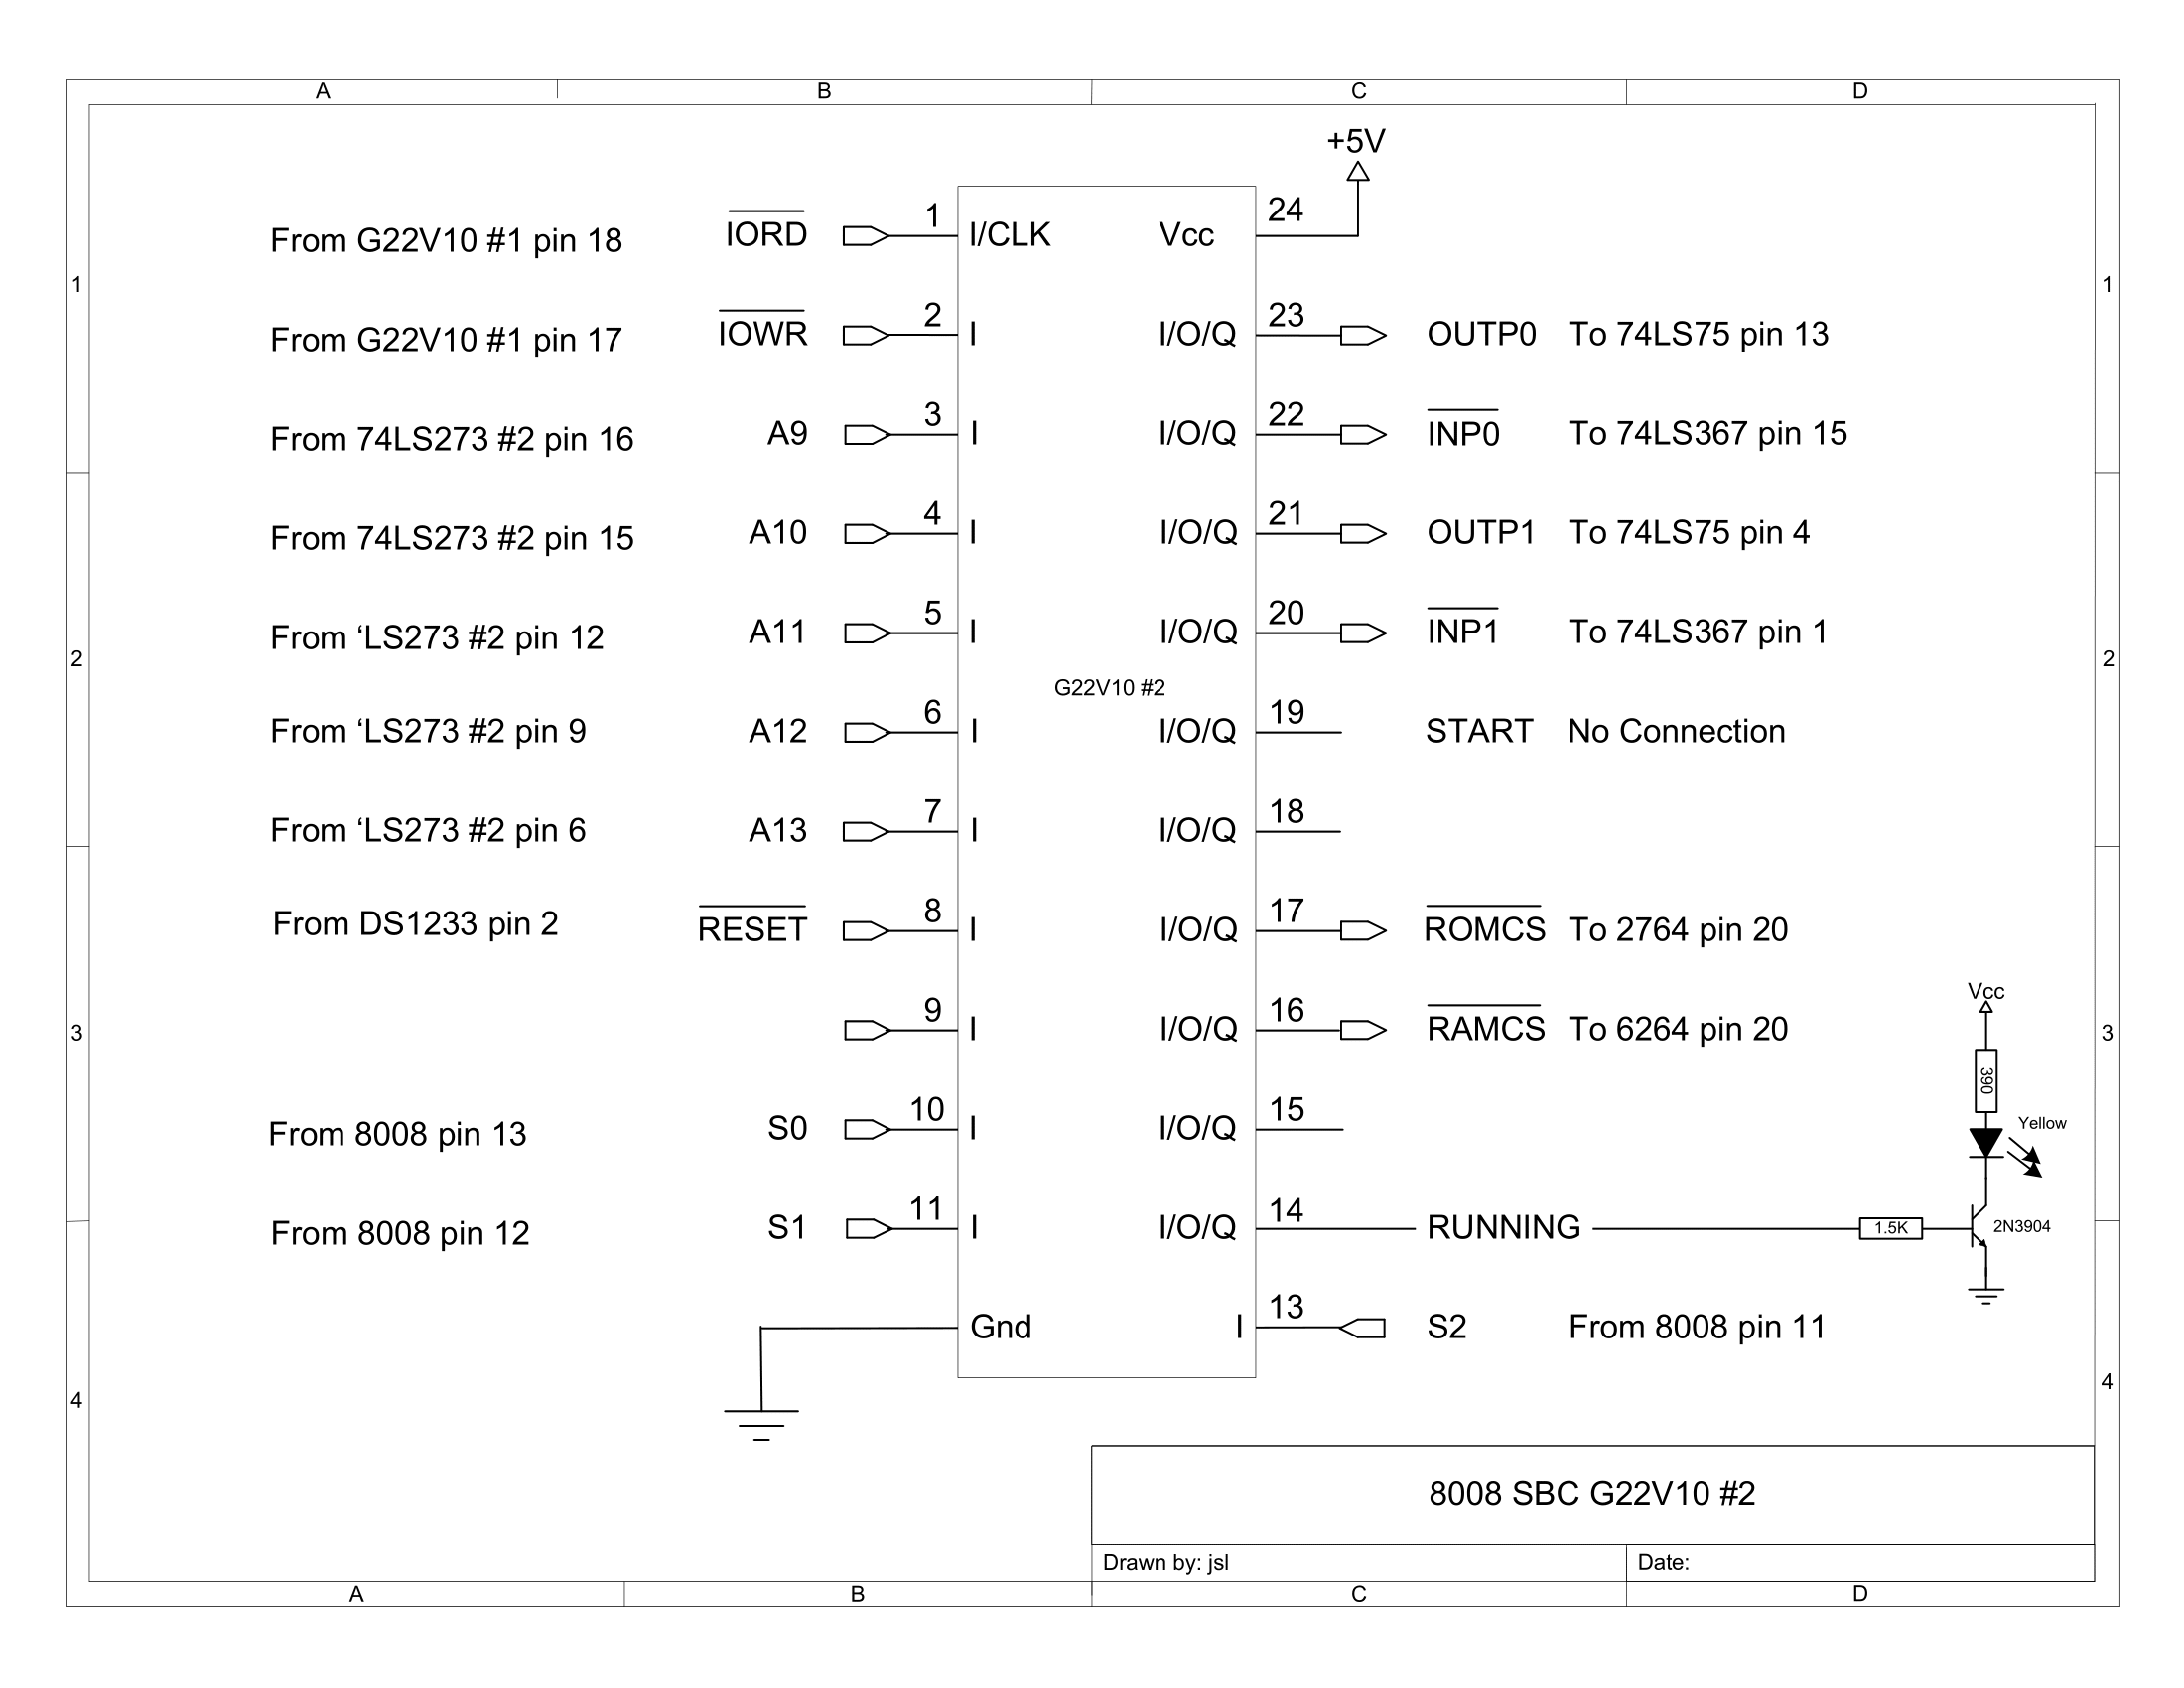 A B C D
+5V
From G22V10 #1 pin 18 IORD 1 I/CLK Vcc 24
1 1
From G22V10 #1 pin 17 IOWR 2 I I/O/Q 23 OUTP0 To 74LS75 pin 13
From 74LS273 #2 pin 16 A9 3 I I/O/Q 22 INP0 To 74LS367 pin 15
From 74LS273 #2 pin 15 A10 4 I I/O/Q 21 OUTP1 To 74LS75 pin 4
From ‘LS273 #2 pin 12 A11 5 I I/O/Q 20 INP1 To 74LS367 pin 1
2 2
G22V10 #2
From ‘LS273 #2 pin 9 A12 6 I I/O/Q 19 START No Connection
From ‘LS273 #2 pin 6 A13 7 I I/O/Q 18
From DS1233 pin 2 RESET 8 I I/O/Q 17 ROMCS To 2764 pin 20
Vcc
9 I I/O/Q 16 RAMCS To 6264 pin 20
3 3
390
From 8008 pin 13 S0 10 I I/O/Q 15 Yellow
From 8008 pin 12 S1 11 I I/O/Q 14 RUNNING 1.5K 2N3904
Gnd I 13 S2 From 8008 pin 11
4 4
8008 SBC G22V10 #2
Drawn by: jsl Date:
A B C D